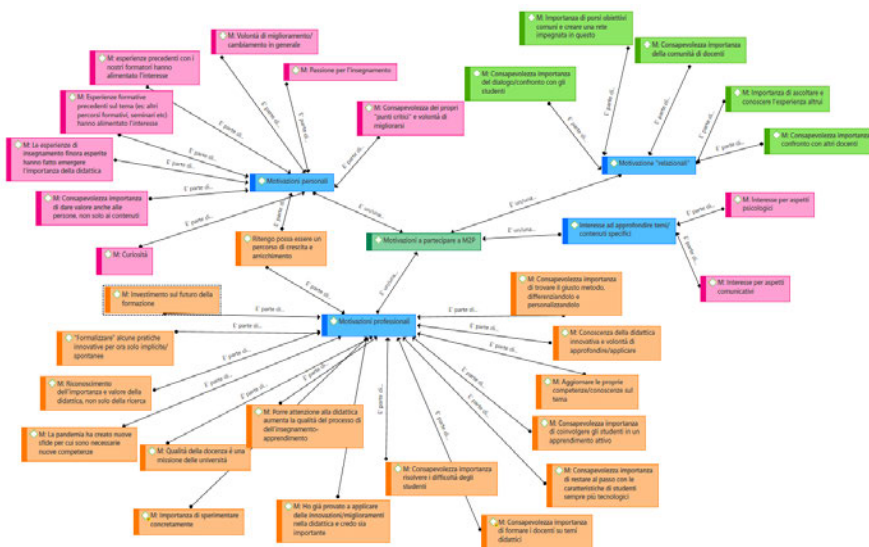 M: Volontà di miglioramento/
cambiamento in generale
M: esperienze precedenti con i
nostri formatori hanno
alimentato l'interesse
M: Passione per l'insegnamento
M: Esperienze formative
precedenti sul tema (es: altri
percorsi formativi, seminari etc)
hanno alimentato l'interesse
M: Consapevolezza dei propri
"punti critici" e volontà di
migliorarsi
M: Le esperienze di
insegnamento finora esperite
hanno fatto emergere
l'importanza della didattica
M: Consapevolezza importanza
di dare valore anche alle
persone, non solo ai contenuti
M: Curiosità
Motivazioni personali
Ritengo possa essere un
percorso di crescita e
arricchimento
M: Importanza di porsi obiettivi
comuni e creare una rete
impegnata in questo
M: Consapevolezza importanza
della comunità di docenti
M: Consapevolezza importanza
del dialogo/confronto con gli
studenti
M: Importanza di ascoltare e
conoscere l'esperienza altrui
M: Consapevolezza importanza
confronto con altri docenti
Motivazione "relazionali"
Motivazioni a partecipare a M2P
Interesse ad approfondire temi/
contenuti specifici
M: Interesse per aspetti
psicologici
M: Interesse per aspetti
comunicativi
M: Investimento sul futuro della
formazione
"Formalizzare" alcune pratiche
innovative per ora solo implicite/
spontanee
M: Riconoscimento
dell'importanza e valore della
didattica, non solo della ricerca
M: La pandemia ha creato nuove
sfide per cui sono necessarie
nuove competenze
M: Qualità della docenza è una
missione delle università
M: Porre attenzione alla didattica
aumenta la qualità del processo di
dell'insegnamento-
apprendimento
M: Importanza di sperimentare
concretamente
M: Ho già provato a applicare
delle innovazioni/miglioramenti
nella didattica e credo sia
importante
M: Consapevolezza importanza
risolvere i difficoltà degli
studenti
Motivazioni professionali
M: Consapevolezza importanza
di trovare il giusto metodo,
differenziandolo e
personalizzandolo
M: Conoscenza della didattica
innovativa e volontà di
approfondire/applicare
M: Aggiornare le proprie
competenze/conoscenze sul
tema
M: Consapevolezza importanza
di coinvolgere gli studenti in un
apprendimento attivo
M: Consapevolezza importanza
di restare al passo con le
caratteristiche di studenti
sempre più tecnologici
M: Consapevolezza importanza
di formare i docenti su temi
didattici
E' parte di...
E' un/una...